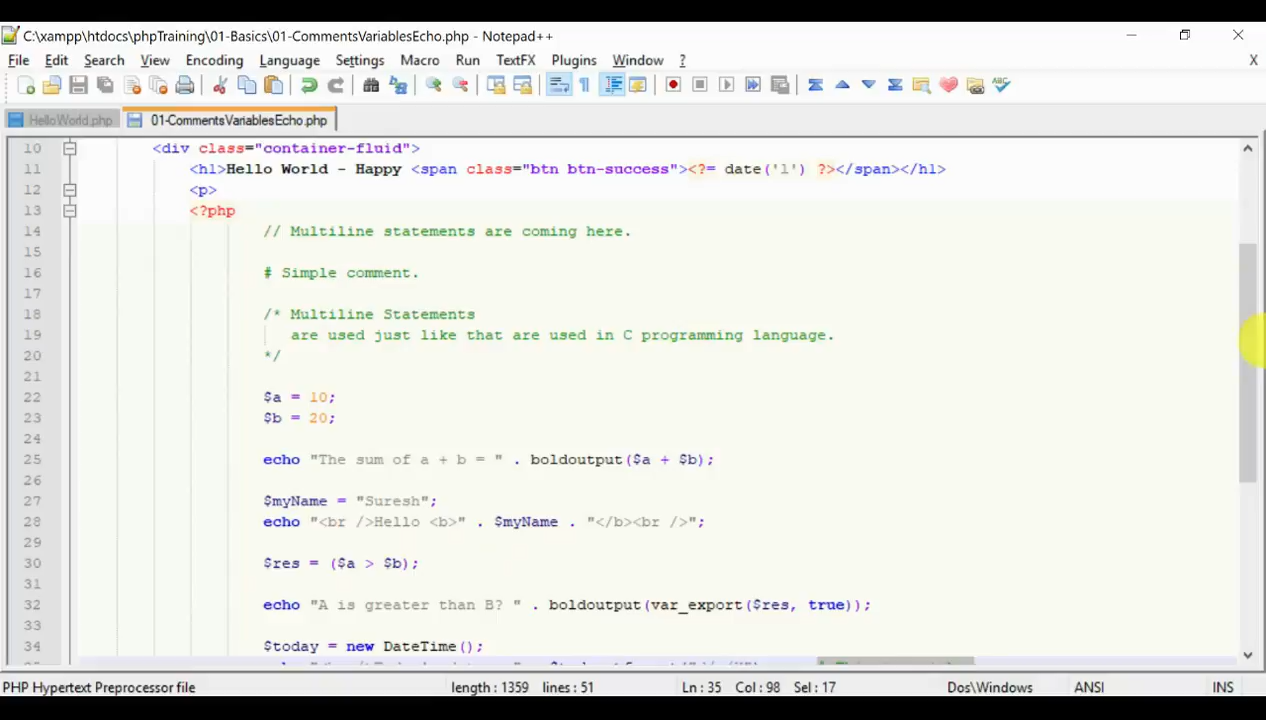 C:\xampp\htdocs\phpTraining\01-Basics\01-CommentsVariablesEcho.php - Notepad++
File Edit Search View Encoding Language Settings Macro Run TextFX Plugins Window ? X
HelloWorld.php 01-CommentsVariablesEcho.php
10 <div class="container-fluid">
11 <h1>Hello World - Happy <span class="btn btn-success"><?= date('l') ?></span></h1>
12 <p>
13 <?php
14 // Multiline statements are coming here.
15
16 # Simple comment.
17
18 /* Multiline Statements
19 are used just like that are used in C programming language.
20 */
21
22 $a = 10;
23 $b = 20;
24
25 echo "The sum of a + b = " . boldoutput($a + $b);
26
27 $myName = "Suresh";
28 echo "<br />Hello <b>" . $myName . "</b><br />";
29
30 $res = ($a > $b);
31
32 echo "A is greater than B? " . boldoutput(var_export($res, true));
33
34 $today = new DateTime();
PHP Hypertext Preprocessor file length : 1359 lines : 51 Ln : 35 Col : 98 Sel : 17 Dos\Windows ANSI INS